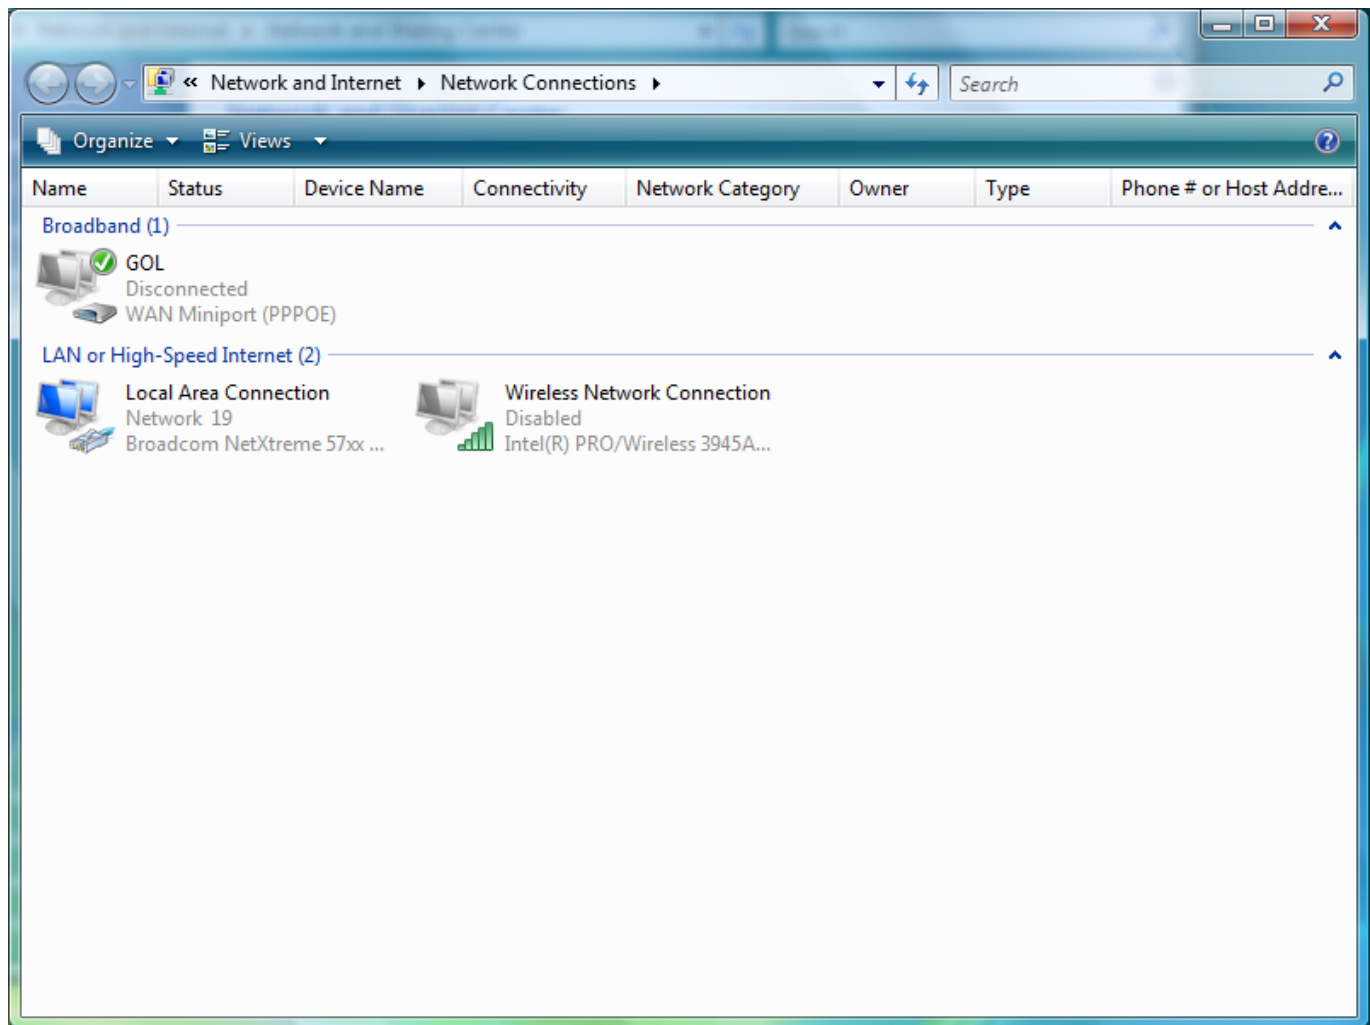 « Network and Internet ▸ Network Connections ▸ Search
Organize Views
Name Status Device Name Connectivity Network Category Owner Type Phone # or Host Addre...
Broadband (1)
GOL
Disconnected
WAN Miniport (PPPOE)
LAN or High-Speed Internet (2)
Local Area Connection
Network 19
Broadcom NetXtreme 57xx ...
Wireless Network Connection
Disabled
Intel(R) PRO/Wireless 3945A...